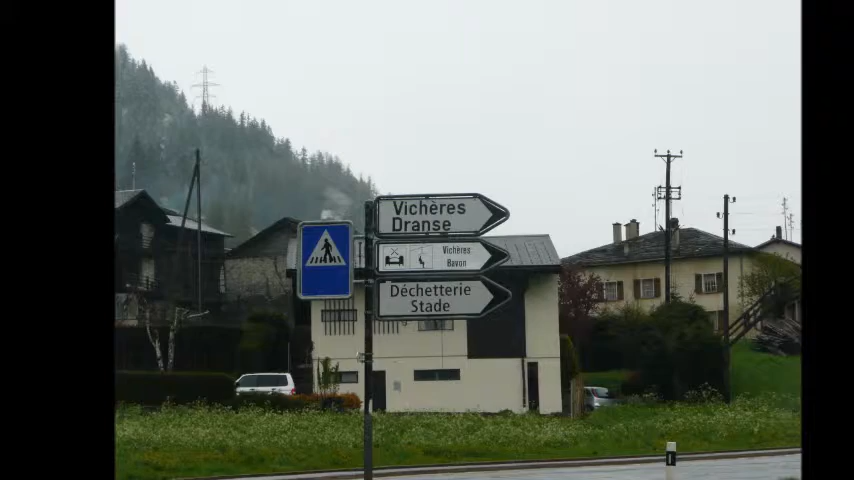 Vichères
Dranse
Vichères
Bavon
Déchetterie
Stade